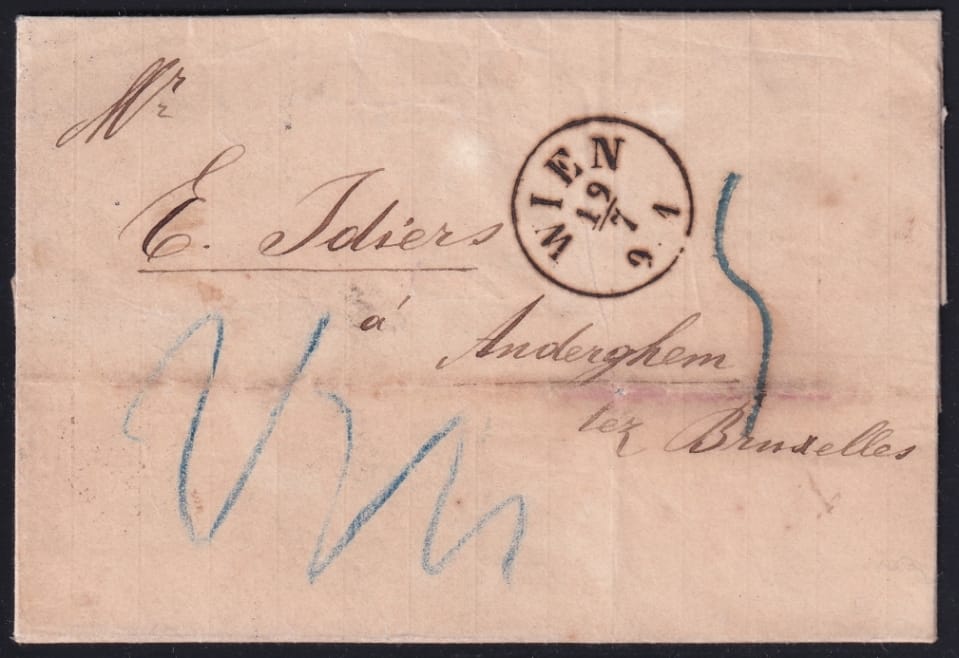 Mr
E. Idiers
WIEN
19/7
9.V
á
Anderghem
lez Bruxelles